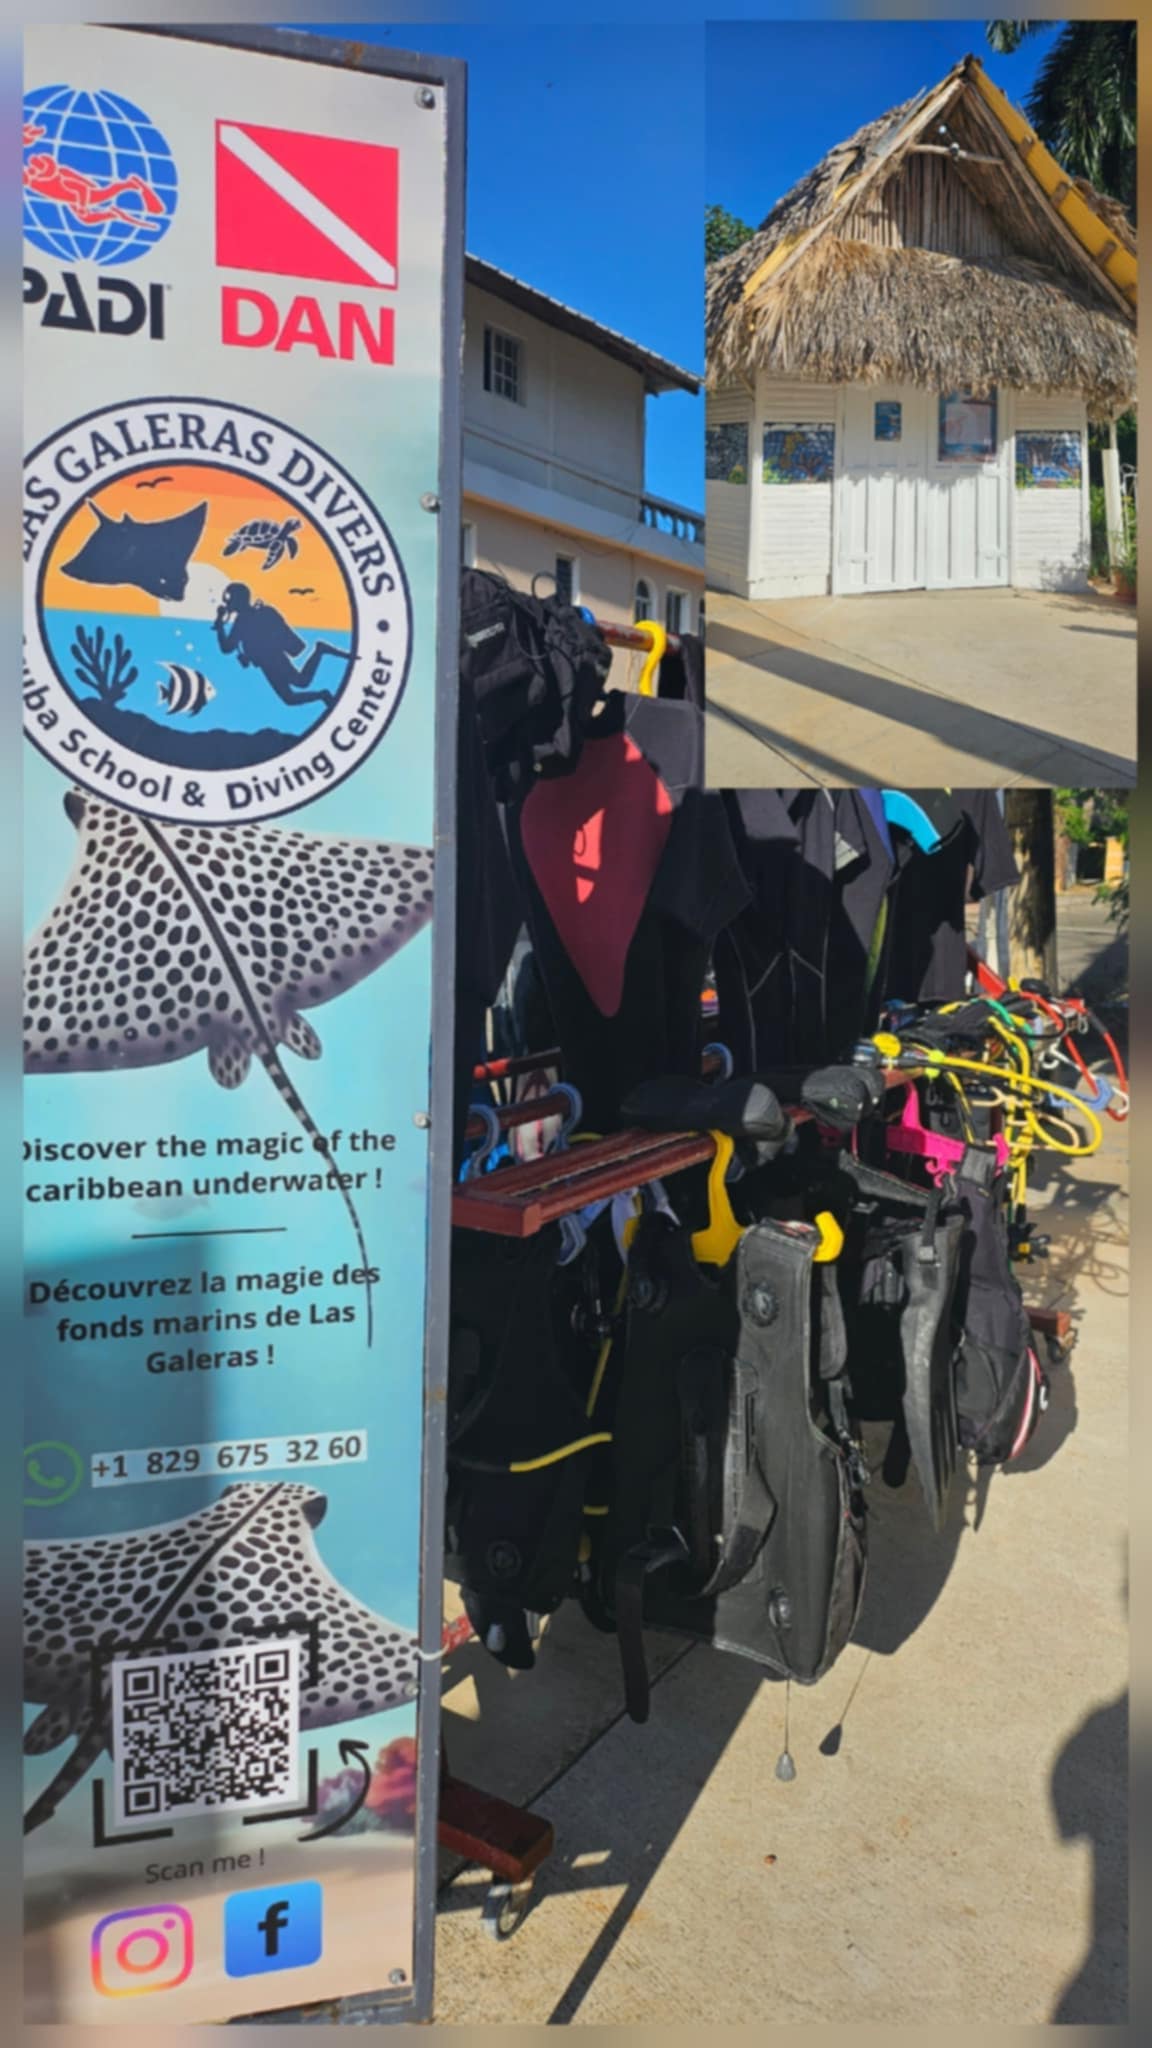 PADI
DAN
LAS GALERAS DIVERS
Scuba School & Diving Center
Discover the magic of the
caribbean underwater !
Découvrez la magie des
fonds marins de Las
Galeras !
+1 829 675 32 60
Scan me !